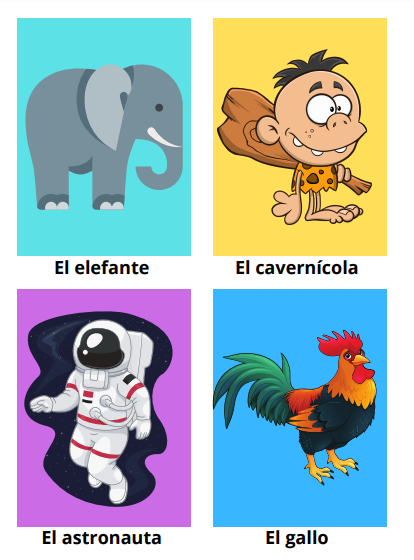 El elefante
El cavernícola
El astronauta
El gallo